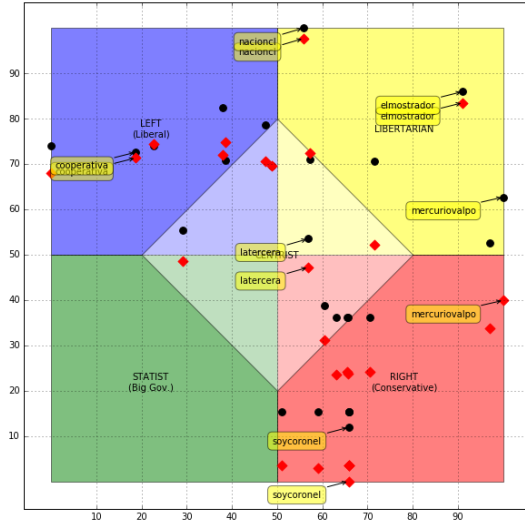 nacioncl
nacioncl
90
elmostrador
elmostrador
80
LEFT
(Liberal)
LIBERTARIAN
cooperativa
cooperativa
70
mercuriovalpo
60
latercera
50
CENTRIST
latercera
40
mercuriovalpo
30
STATIST
(Big Gov.)
RIGHT
(Conservative)
20
10
soycoronel
soycoronel
10
20
30
40
50
60
70
80
90